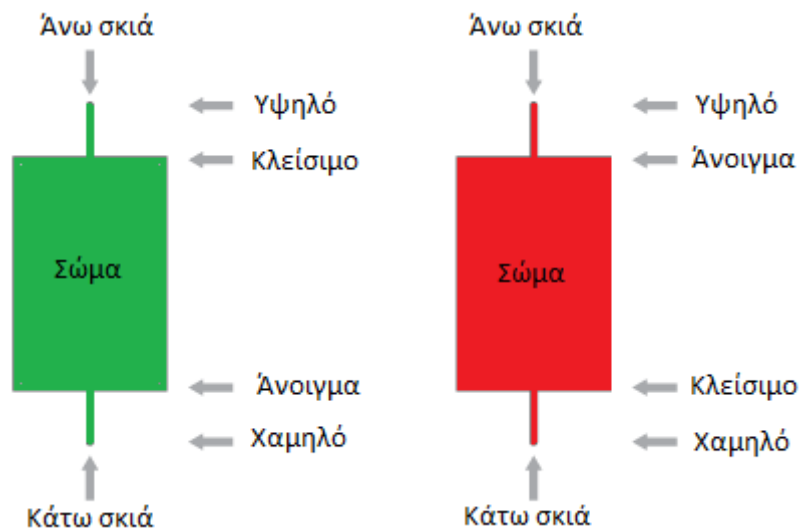 Άνω σκιά
Υψηλό
Κλείσιμο
Σώμα
Άνοιγμα
Χαμηλό
Κάτω σκιά
Άνω σκιά
Υψηλό
Άνοιγμα
Σώμα
Κλείσιμο
Χαμηλό
Κάτω σκιά